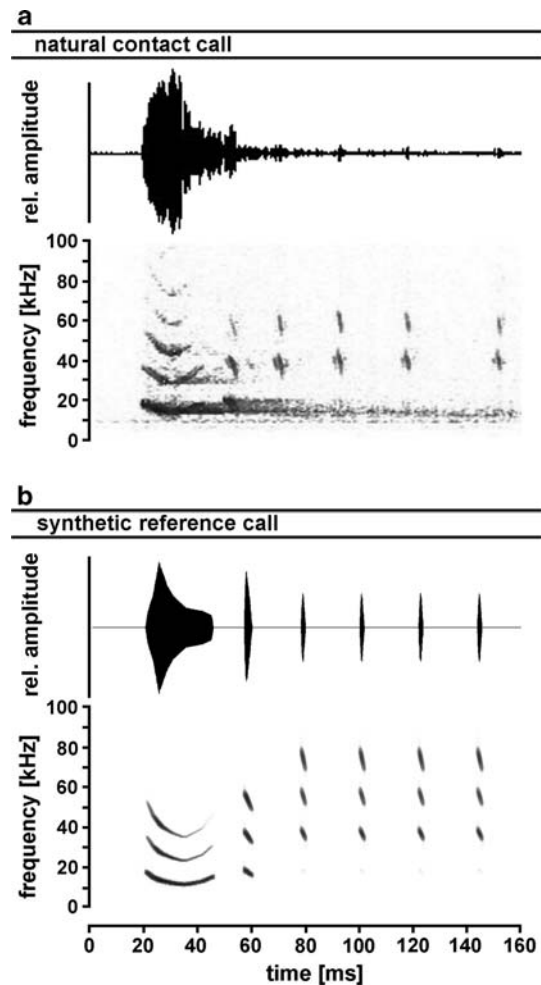 a
natural contact call
rel. amplitude
frequency [kHz]
100
80
60
40
20
0
b
synthetic reference call
rel. amplitude
frequency [kHz]
80
60
40
20
0
0 20 40 60 80 100 120 140 160
time [ms]